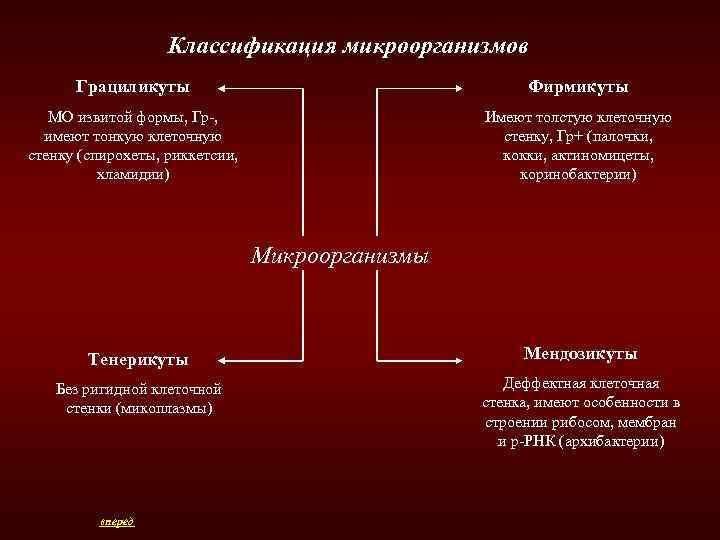 Классификация микроорганизмов
Грациликуты
МО извитой формы, Гр-,
имеют тонкую клеточную
стенку (спирохеты, риккетсии,
хламидии)
Фирмикуты
Имеют толстую клеточную
стенку, Гр+ (палочки,
кокки, актиномицеты,
коринобактерии)
Микроорганизмы
Тенерикуты
Без ригидной клеточной
стенки (микоплазмы)
Мендозикуты
Деффектная клеточная
стенка, имеют особенности в
строении рибосом, мембран
и р-РНК (архибактерии)
вперед